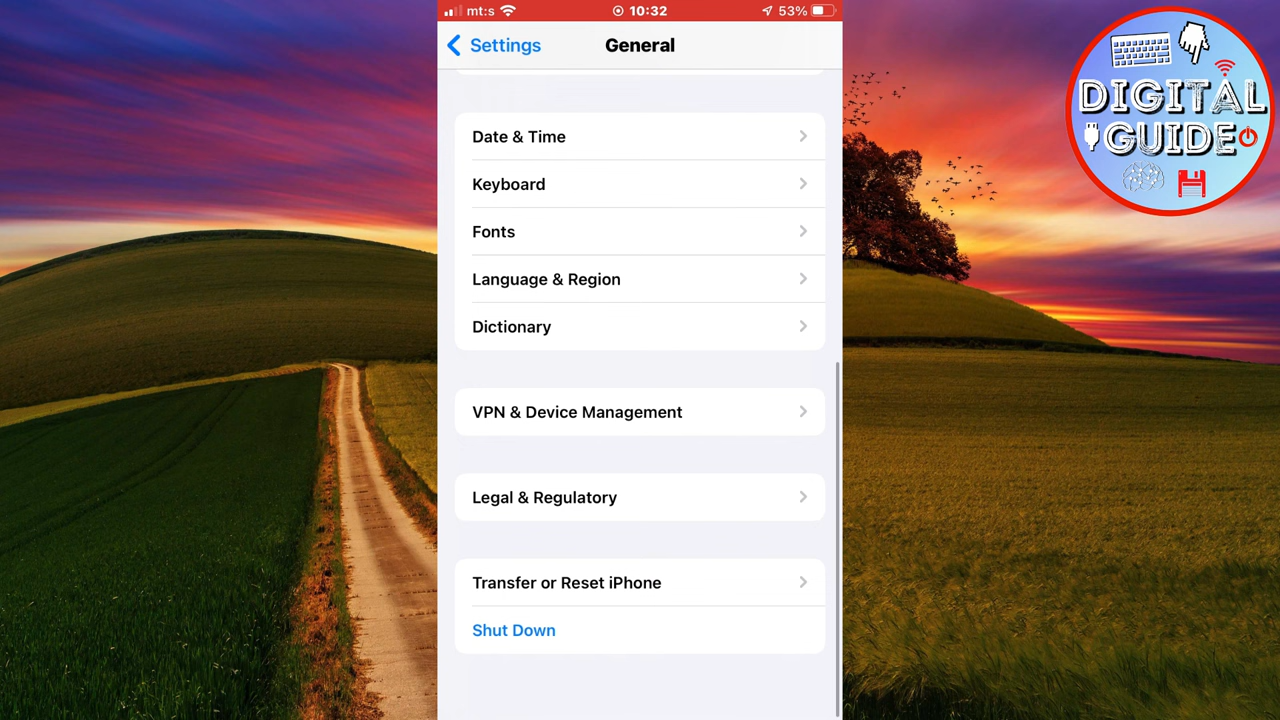 mt:s 10:32 53%
Settings General
Date & Time
Keyboard
Fonts
Language & Region
Dictionary
VPN & Device Management
Legal & Regulatory
Transfer or Reset iPhone
Shut Down
DIGITAL
GUIDE